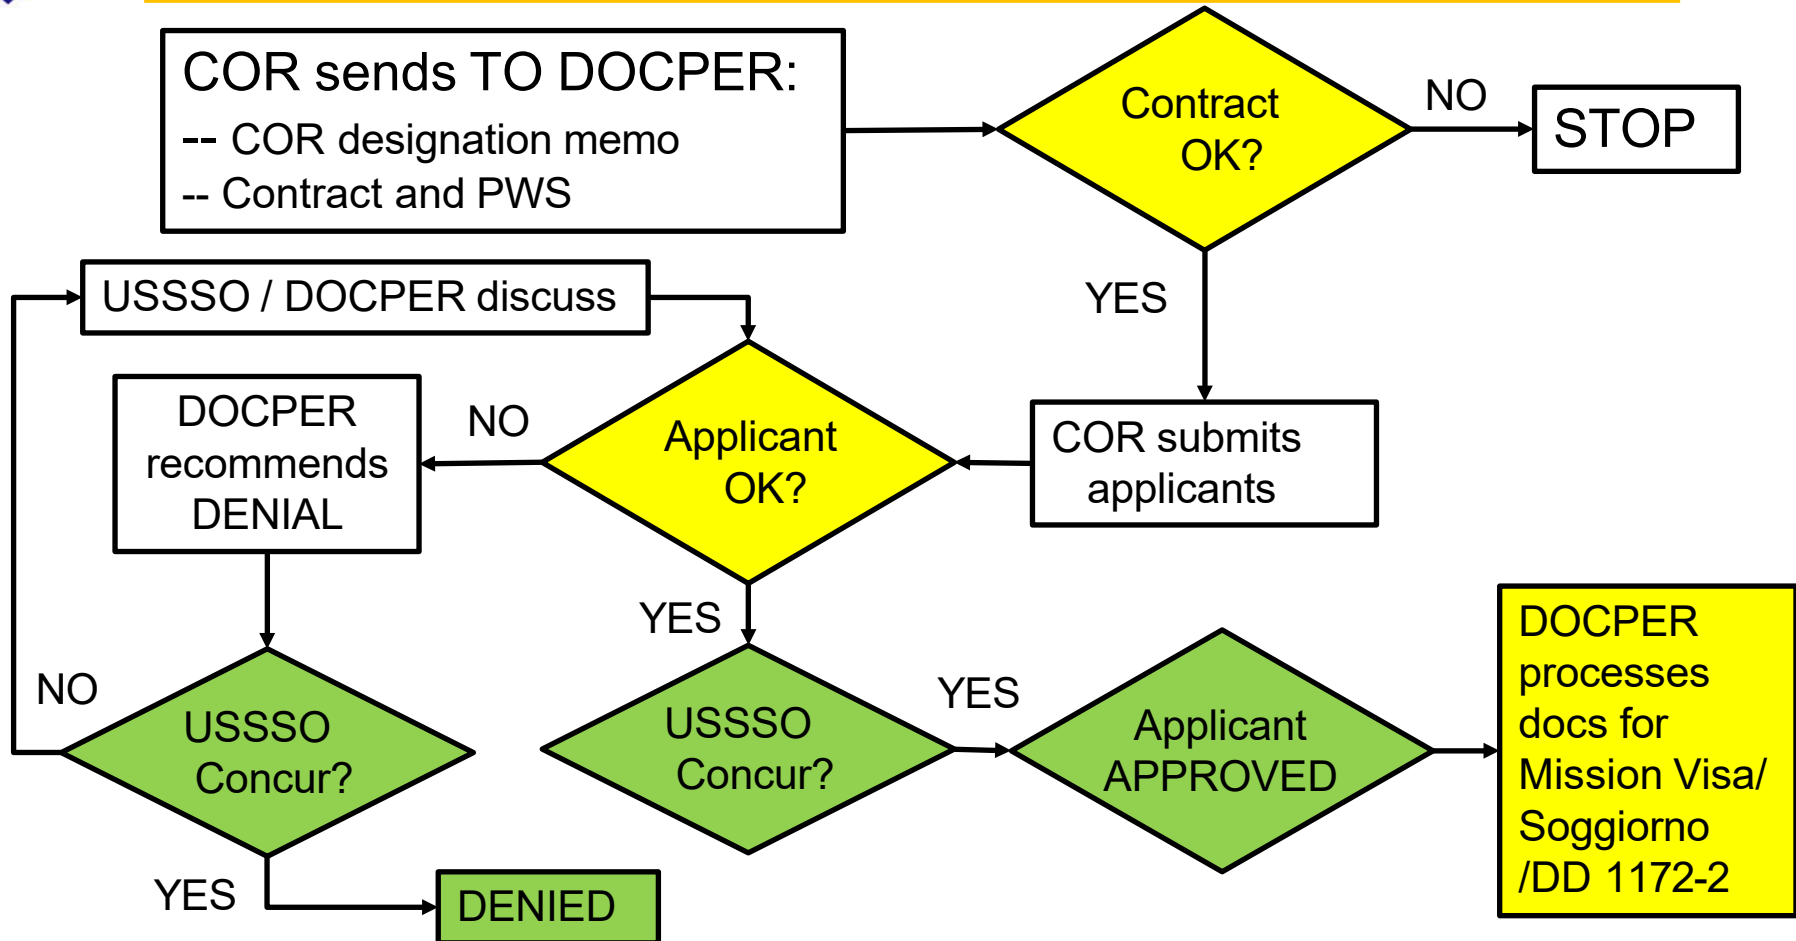 COR sends TO DOCPER:
-- COR designation memo
-- Contract and PWS
Contract
OK?
NO
STOP
YES
USSSO / DOCPER discuss
DOCPER
recommends
DENIAL
NO
Applicant
OK?
COR submits
applicants
YES
NO
USSSO
Concur?
USSSO
Concur?
YES
Applicant
APPROVED
DOCPER
processes
docs for
Mission Visa/
Soggiorno
/DD 1172-2
YES
DENIED